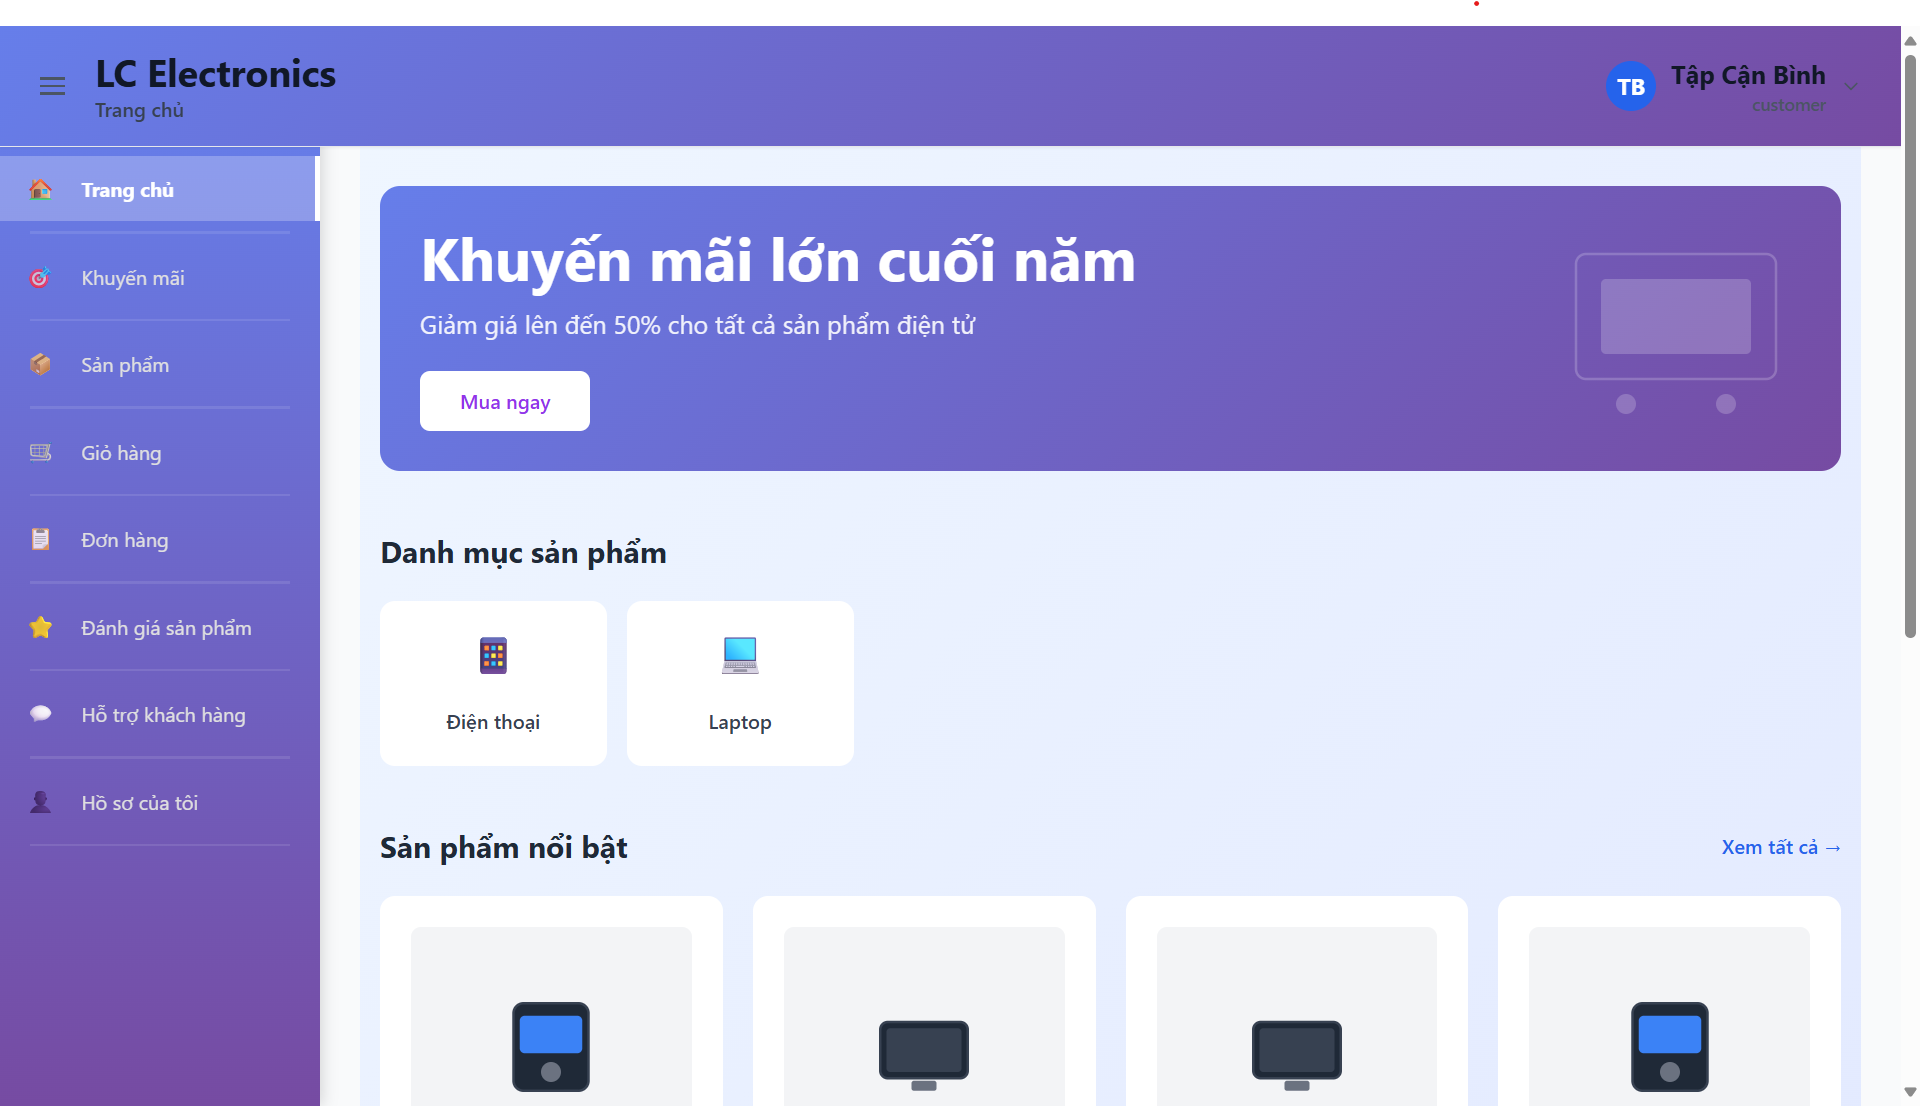 LC Electronics
Trang chủ
TB
Tập Cận Bình
customer
Trang chủ
Khuyến mãi
Sản phẩm
Giỏ hàng
Đơn hàng
Đánh giá sản phẩm
Hỗ trợ khách hàng
Hồ sơ của tôi
Khuyến mãi lớn cuối năm
Giảm giá lên đến 50% cho tất cả sản phẩm điện tử
Mua ngay
Danh mục sản phẩm
Điện thoại
Laptop
Sản phẩm nổi bật
Xem tất cả →